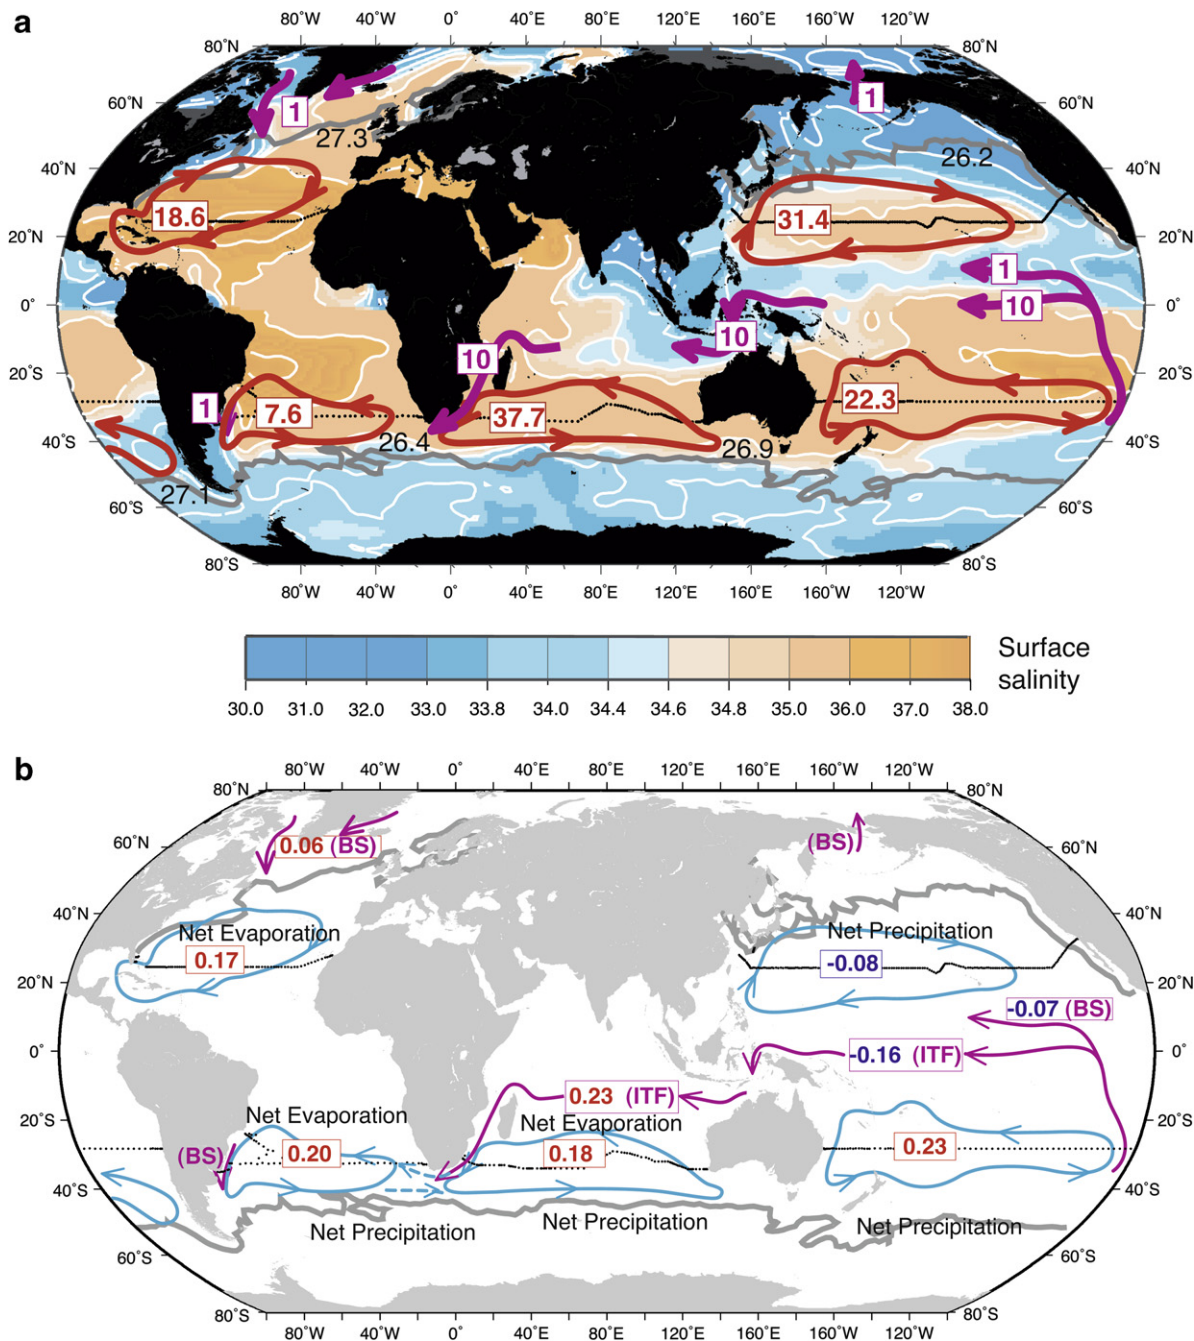 a
80°W 40°W 0° 40°E 80°E 120°E 160°E 160°W 120°W
80°N 80°N
60°N 60°N
1 1
27.3
26.2
40°N 40°N
18.6 31.4
20°N 20°N
1
0° 10 0°
10
10
20°S 20°S
1 7.6 37.7 22.3
40°S 26.4 26.9 40°S
27.1
60°S 60°S
80°S 80°S
80°W 40°W 0° 40°E 80°E 120°E 160°E 160°W 120°W
Surface
salinity
30.0 31.0 32.0 33.0 33.8 34.0 34.4 34.6 34.8 35.0 36.0 37.0 38.0
b
80°W 40°W 0° 40°E 80°E 120°E 160°E 160°W 120°W
80°N 80°N
60°N 0.06 (BS) (BS) 60°N
40°N 40°N
Net Evaporation Net Precipitation
0.17 -0.08
20°N 20°N
-0.07 (BS)
0° -0.16 (ITF) 0°
0.23 (ITF)
20°S Net Evaporation Net Evaporation 20°S
(BS) 0.20 0.18 0.23
40°S 40°S
Net Precipitation Net Precipitation Net Precipitation
60°S 60°S
80°S 80°S
80°W 40°W 0° 40°E 80°E 120°E 160°E 160°W 120°W